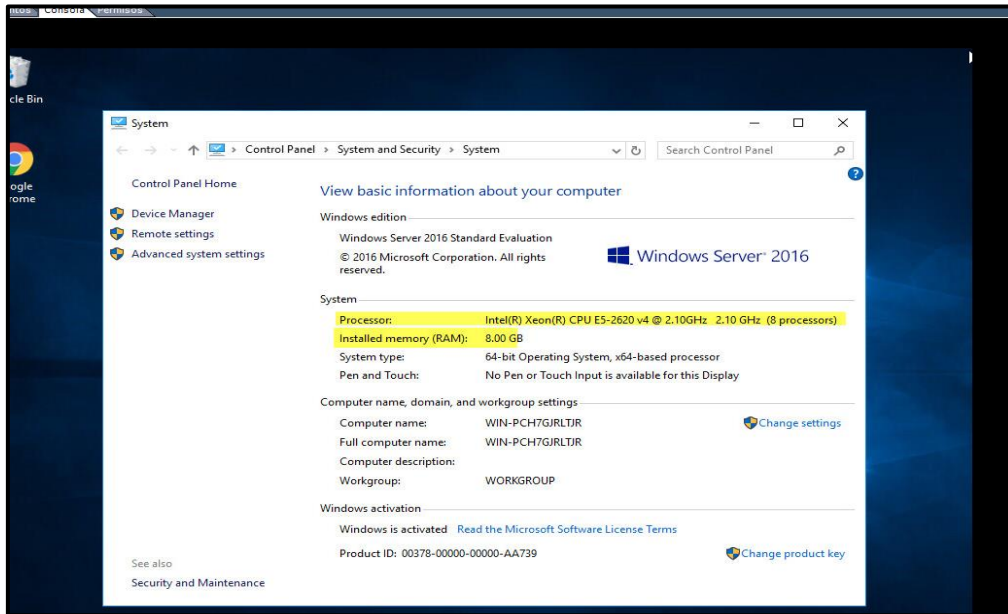 Consola Permisos
cle Bin
ogle
rome
System
Control Panel > System and Security > System
Search Control Panel
Control Panel Home
Device Manager
Remote settings
Advanced system settings
See also
Security and Maintenance
?
View basic information about your computer
Windows edition
Windows Server 2016 Standard Evaluation
© 2016 Microsoft Corporation. All rights
reserved.
Windows Server® 2016
System
Processor: Intel(R) Xeon(R) CPU E5-2620 v4 @ 2.10GHz 2.10 GHz (8 processors)
Installed memory (RAM): 8.00 GB
System type: 64-bit Operating System, x64-based processor
Pen and Touch: No Pen or Touch Input is available for this Display
Computer name, domain, and workgroup settings
Computer name: WIN-PCH7GJRLTJR
Change settings
Full computer name: WIN-PCH7GJRLTJR
Computer description:
Workgroup: WORKGROUP
Windows activation
Windows is activated Read the Microsoft Software License Terms
Product ID: 00378-00000-00000-AA739
Change product key